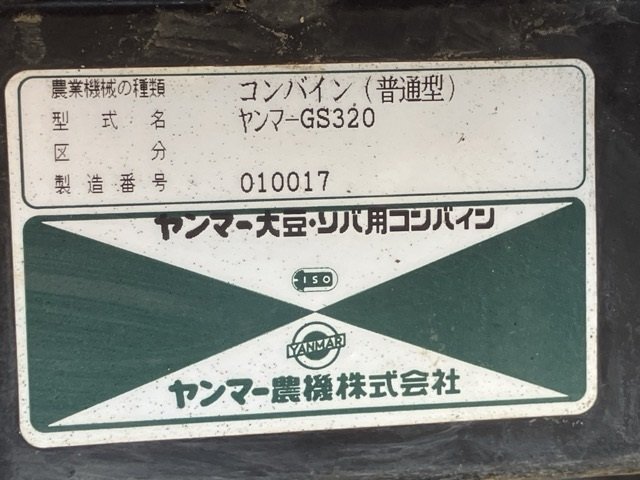 農業機械の種類 コンバイン(普通型)
型式名 ヤンマーGS320
区分
製造番号 010017
ヤンマー大豆・ソバ用コンバイン
ISO
YANMAR
ヤンマー農機株式会社